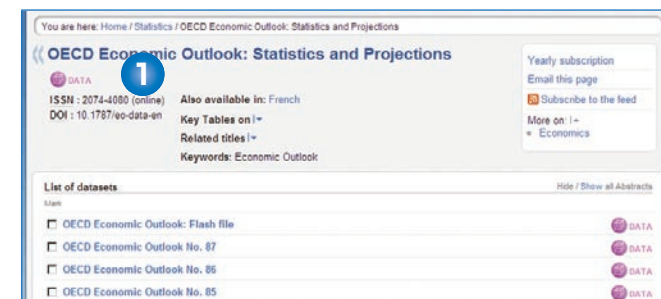 You are here: Home / Statistics / OECD Economic Outlook: Statistics and Projections
OECD Economic Outlook: Statistics and Projections
1
DATA
ISSN : 2074-4080 (online)
DOI : 10.1787/eo-data-en
Also available in: French
Key Tables on
Related titles
Keywords: Economic Outlook
Yearly subscription
Email this page
Subscribe to the feed
More on:
Economics
List of datasets
Hide / Show all Abstracts
Mark
OECD Economic Outlook: Flash file
DATA
OECD Economic Outlook No. 87
DATA
OECD Economic Outlook No. 86
DATA
OECD Economic Outlook No. 85
DATA